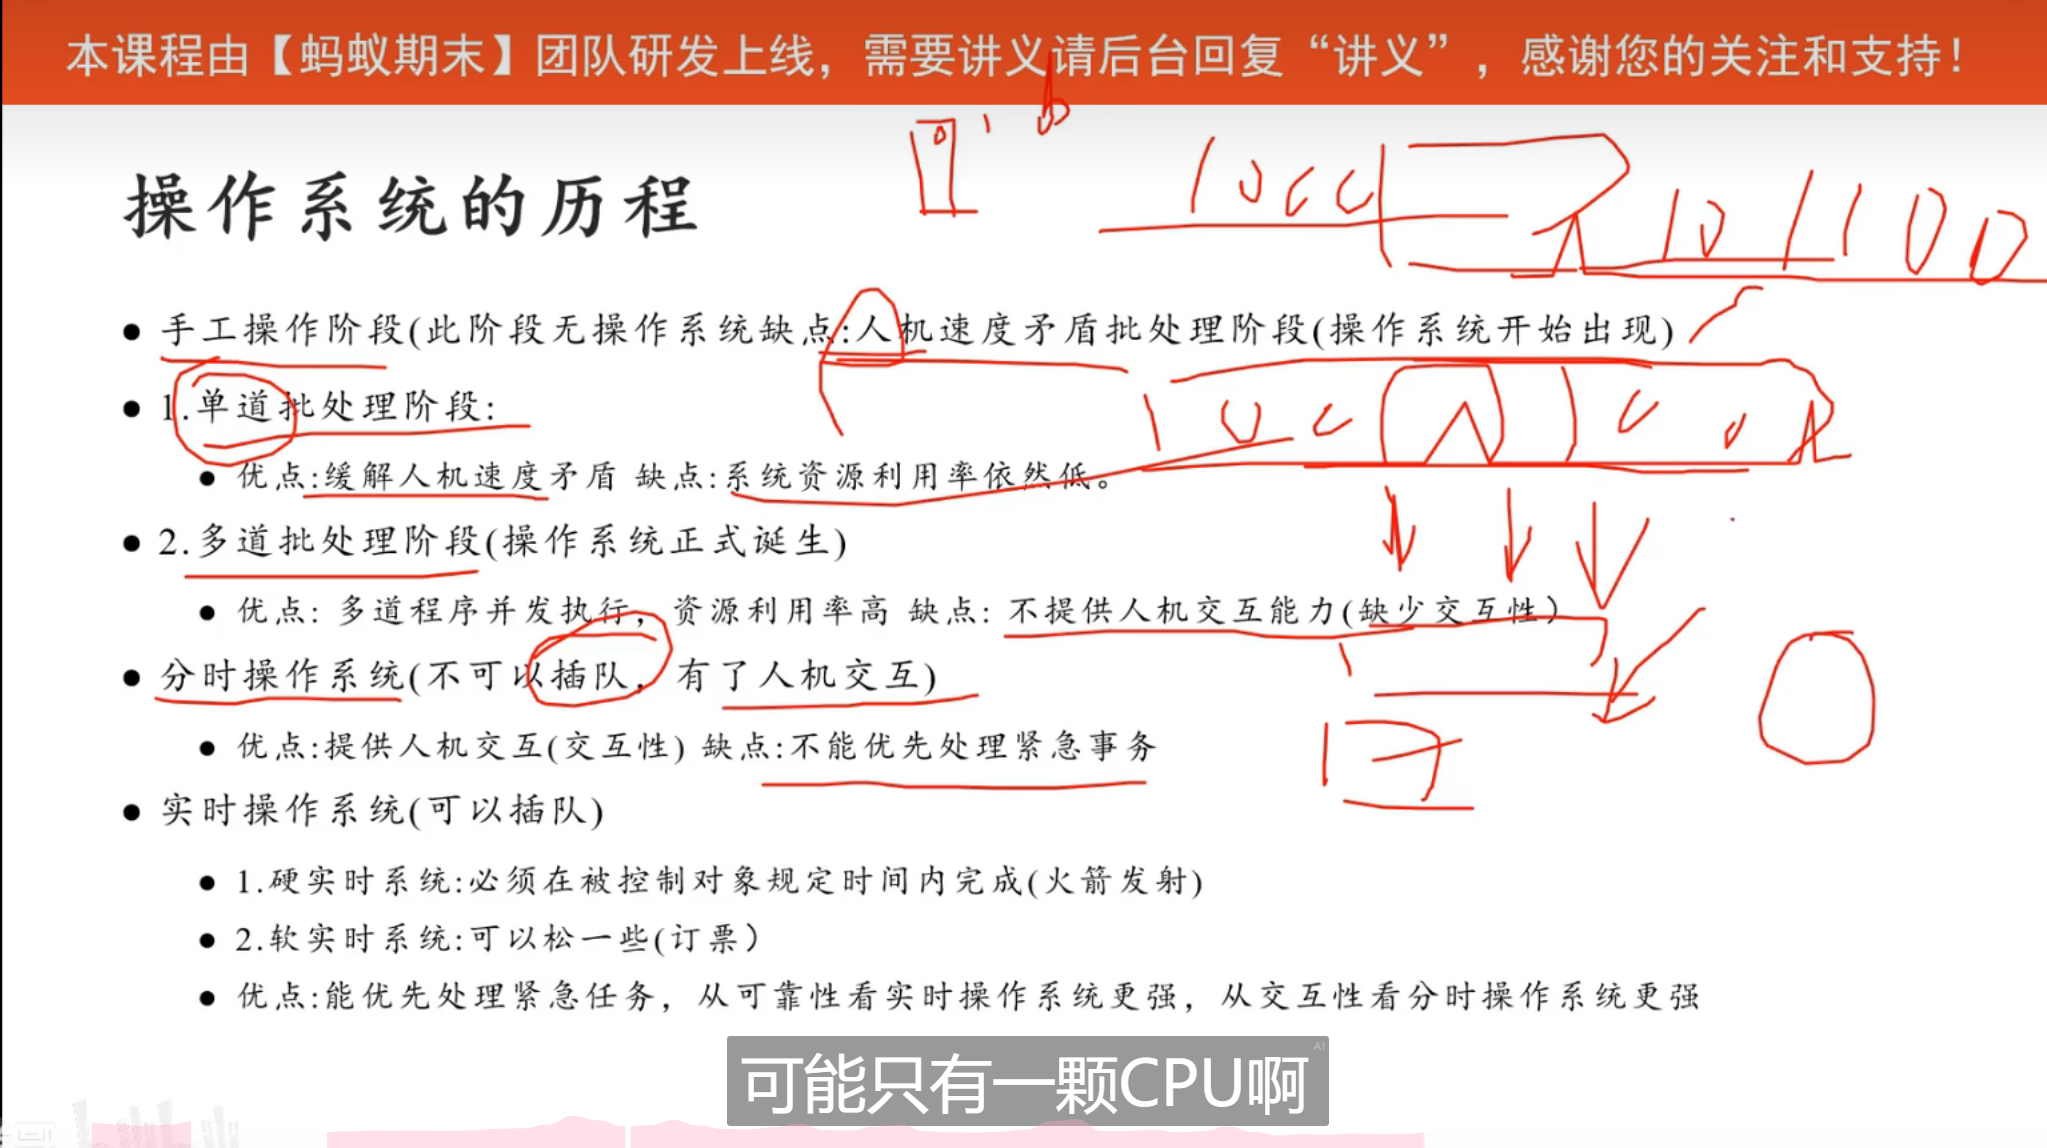 本课程由【蚂蚁期末】团队研发上线，需要讲义请后台回复“讲义”，感谢您的关注和支持！
操作系统的历程
● 手工操作阶段(此阶段无操作系统缺点:人机速度矛盾批处理阶段(操作系统开始出现)
● 1.单道批处理阶段:
● 优点:缓解人机速度矛盾 缺点:系统资源利用率依然低。
● 2.多道批处理阶段(操作系统正式诞生)
● 优点: 多道程序并发执行，资源利用率高 缺点: 不提供人机交互能力(缺少交互性）
● 分时操作系统(不可以插队，有了人机交互)
● 优点:提供人机交互(交互性) 缺点:不能优先处理紧急事务
● 实时操作系统(可以插队)
● 1.硬实时系统:必须在被控制对象规定时间内完成(火箭发射)
● 2.软实时系统:可以松一些(订票）
● 优点:能优先处理紧急任务，从可靠性看实时操作系统更强，从交互性看分时操作系统更强
可能只有一颗CPU啊
AI